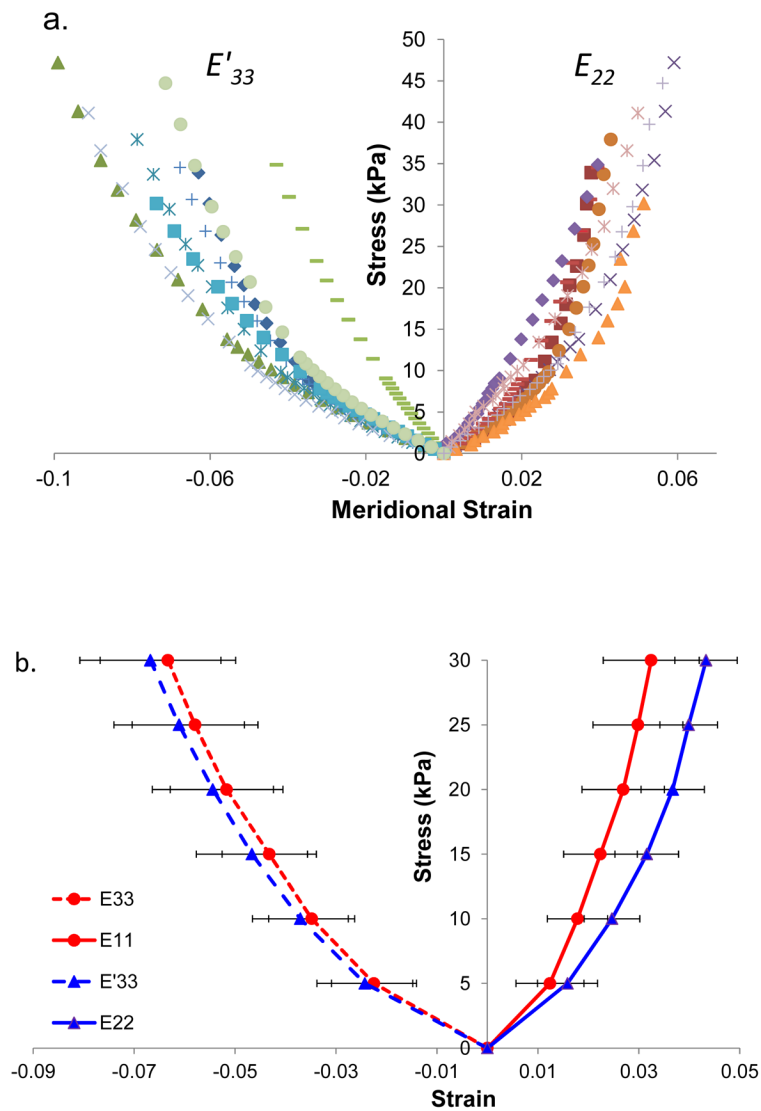 a.
E'33
E22
50
45
40
35
30
25
20
15
10
5
0
Stress (kPa)
-0.1 -0.06 -0.02 0.02 0.06
Meridional Strain
b.
30
25
20
15
10
5
0
Stress (kPa)
E33
E11
E'33
E22
-0.09 -0.07 -0.05 -0.03 -0.01 0.01 0.03 0.05
Strain